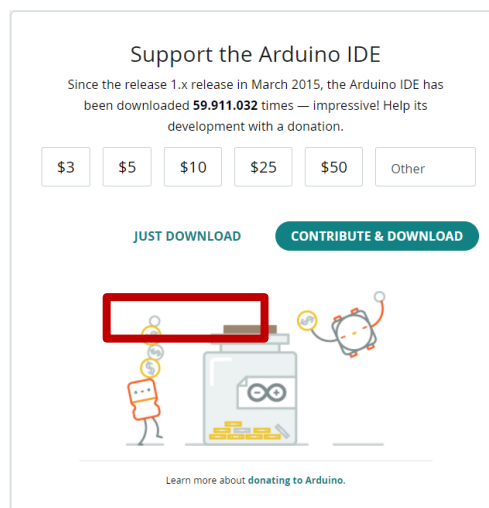 Support the Arduino IDE
Since the release 1.x release in March 2015, the Arduino IDE has
been downloaded 59.911.032 times — impressive! Help its
development with a donation.
$3 $5 $10 $25 $50 Other
JUST DOWNLOAD CONTRIBUTE & DOWNLOAD
Learn more about donating to Arduino.